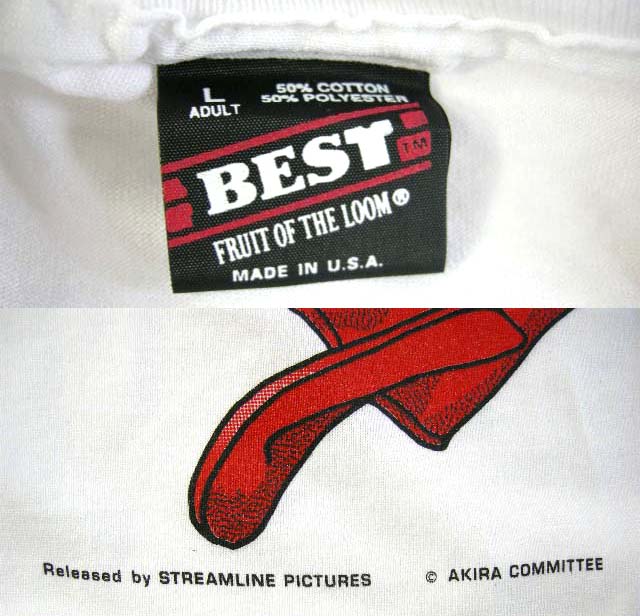 L
ADULT
50% COTTON
50% POLYESTER
BEST TM
FRUIT OF THE LOOM®
MADE IN U.S.A.
Released by STREAMLINE PICTURES © AKIRA COMMITTEE